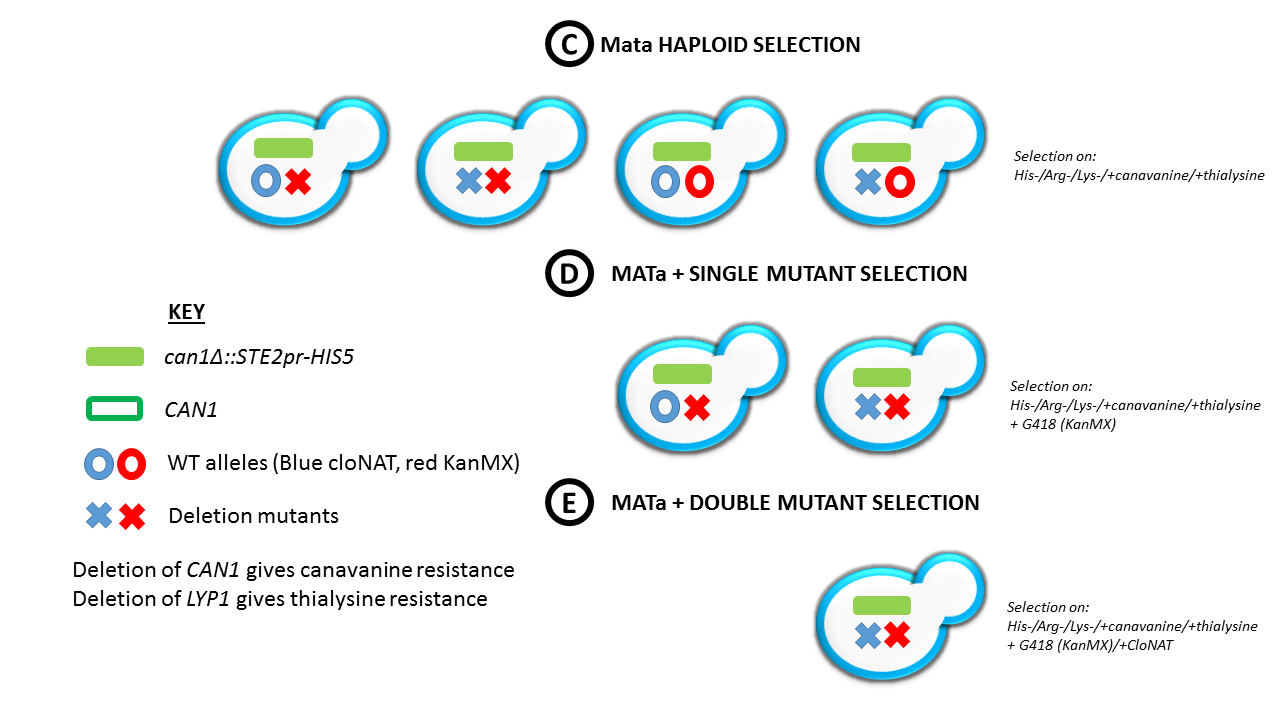 C Mata HAPLOID SELECTION
Selection on:
His-/Arg-/Lys-/+canavanine/+thialysine
D MATa + SINGLE MUTANT SELECTION
KEY
can1Δ::STE2pr-HIS5
CAN1
WT alleles (Blue cloNAT, red KanMX)
Deletion mutants
Deletion of CAN1 gives canavanine resistance
Deletion of LYP1 gives thialysine resistance
Selection on:
His-/Arg-/Lys-/+canavanine/+thialysine
+ G418 (KanMX)
E MATa + DOUBLE MUTANT SELECTION
Selection on:
His-/Arg-/Lys-/+canavanine/+thialysine
+ G418 (KanMX)/+CloNAT